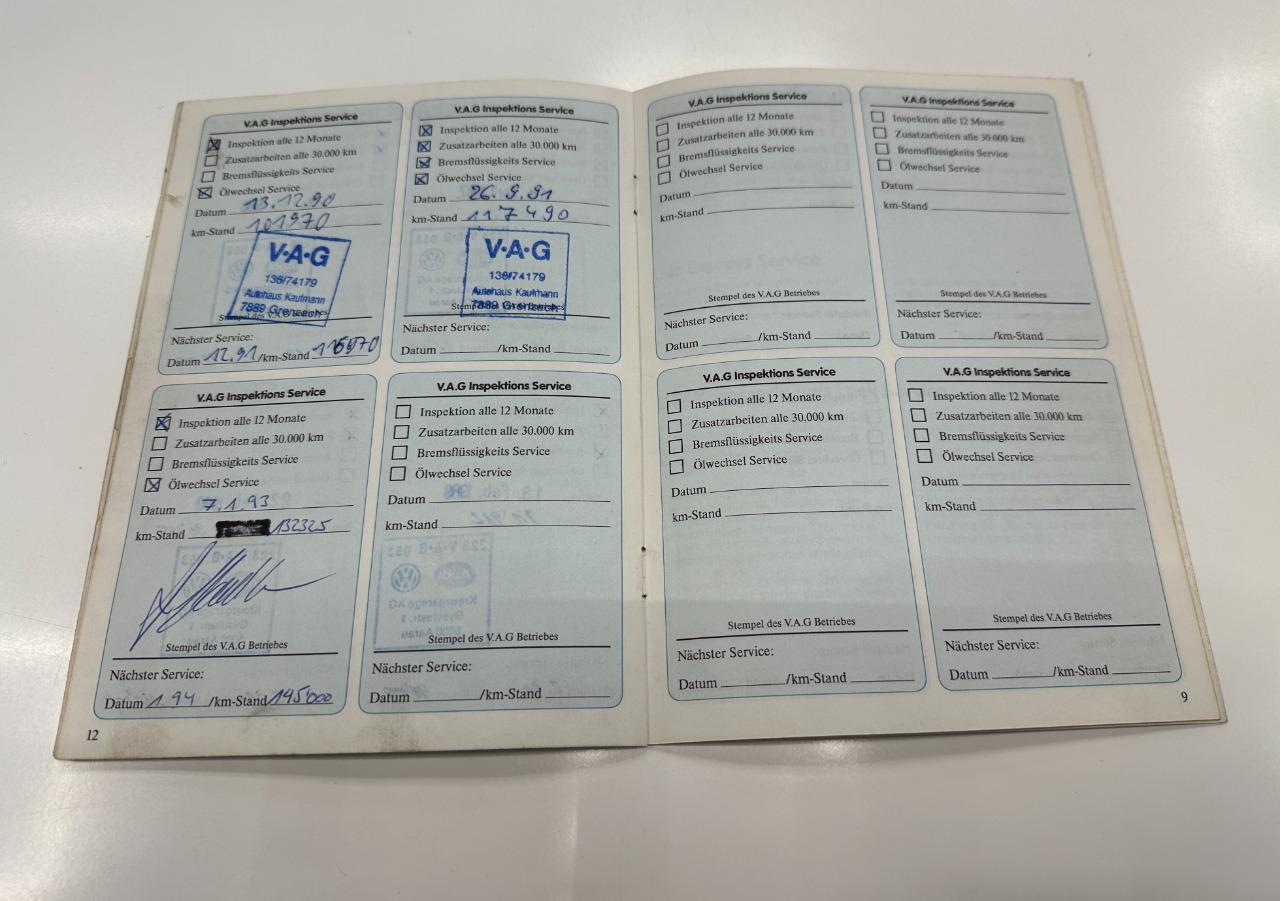 V.A.G Inspektions Service
Inspektion alle 12 Monate
Zusatzarbeiten alle 30.000 km
Bremsflüssigkeits Service
Ölwechsel Service
Datum 13.12.90
km-Stand 101970
V·A·G
138/74179
Autohaus Kaufmann
7889 Grenzach
Stempel des V.A.G Betriebes
Nächster Service:
Datum 12.91/km-Stand 116970
V.A.G Inspektions Service
Inspektion alle 12 Monate
Zusatzarbeiten alle 30.000 km
Bremsflüssigkeits Service
Ölwechsel Service
Datum 26.9.91
km-Stand 117490
V·A·G
138/74179
Autohaus Kaufmann
7889 Grenzach
Stempel des V.A.G Betriebes
Nächster Service:
Datum /km-Stand
V.A.G Inspektions Service
Inspektion alle 12 Monate
Zusatzarbeiten alle 30.000 km
Bremsflüssigkeits Service
Ölwechsel Service
Datum 7.1.93
km-Stand 132325
Stempel des V.A.G Betriebes
Nächster Service:
Datum 1.94 /km-Stand 145000
V.A.G Inspektions Service
Inspektion alle 12 Monate
Zusatzarbeiten alle 30.000 km
Bremsflüssigkeits Service
Ölwechsel Service
Datum
km-Stand
Stempel des V.A.G Betriebes
Nächster Service:
Datum /km-Stand
12
V.A.G Inspektions Service
Inspektion alle 12 Monate
Zusatzarbeiten alle 30.000 km
Bremsflüssigkeits Service
Ölwechsel Service
Datum
km-Stand
Stempel des V.A.G Betriebes
Nächster Service:
Datum /km-Stand
V.A.G Inspektions Service
Inspektion alle 12 Monate
Zusatzarbeiten alle 30.000 km
Bremsflüssigkeits Service
Ölwechsel Service
Datum
km-Stand
Stempel des V.A.G Betriebes
Nächster Service:
Datum /km-Stand
V.A.G Inspektions Service
Inspektion alle 12 Monate
Zusatzarbeiten alle 30.000 km
Bremsflüssigkeits Service
Ölwechsel Service
Datum
km-Stand
Stempel des V.A.G Betriebes
Nächster Service:
Datum /km-Stand
V.A.G Inspektions Service
Inspektion alle 12 Monate
Zusatzarbeiten alle 30.000 km
Bremsflüssigkeits Service
Ölwechsel Service
Datum
km-Stand
Stempel des V.A.G Betriebes
Nächster Service:
Datum /km-Stand
9